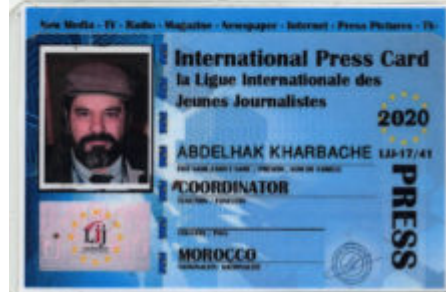 New Media - TV - Radio - Magazine - Newspaper - Internet - Press Pictures - TV-
International Press Card
la Ligue Internationale des
Jeunes Journalistes
2020
ABDELHAK KHARBACHE LIJ-17/41
COORDINATOR
PRESS
Lij
MOROCCO